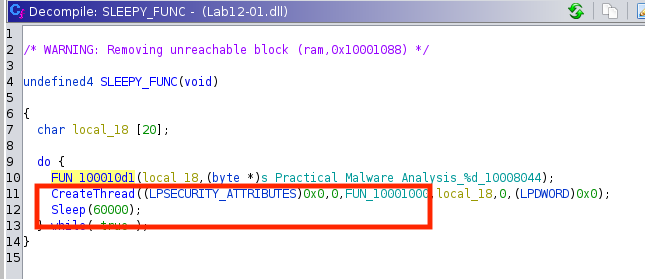 Decompile: SLEEPY_FUNC - (Lab12-01.dll)
1
2 /* WARNING: Removing unreachable block (ram,0x10001088) */
3
4 undefined4 SLEEPY_FUNC(void)
5
6 {
7 char local_18 [20];
8
9 do {
10 FUN_100010d1(local_18,(byte *)s_Practical_Malware_Analysis_%d_10008044);
11 CreateThread((LPSECURITY_ATTRIBUTES)0x0,0,FUN_10001000,local_18,0,(LPDWORD)0x0);
12 Sleep(60000);
13 } while( true );
14 }
15